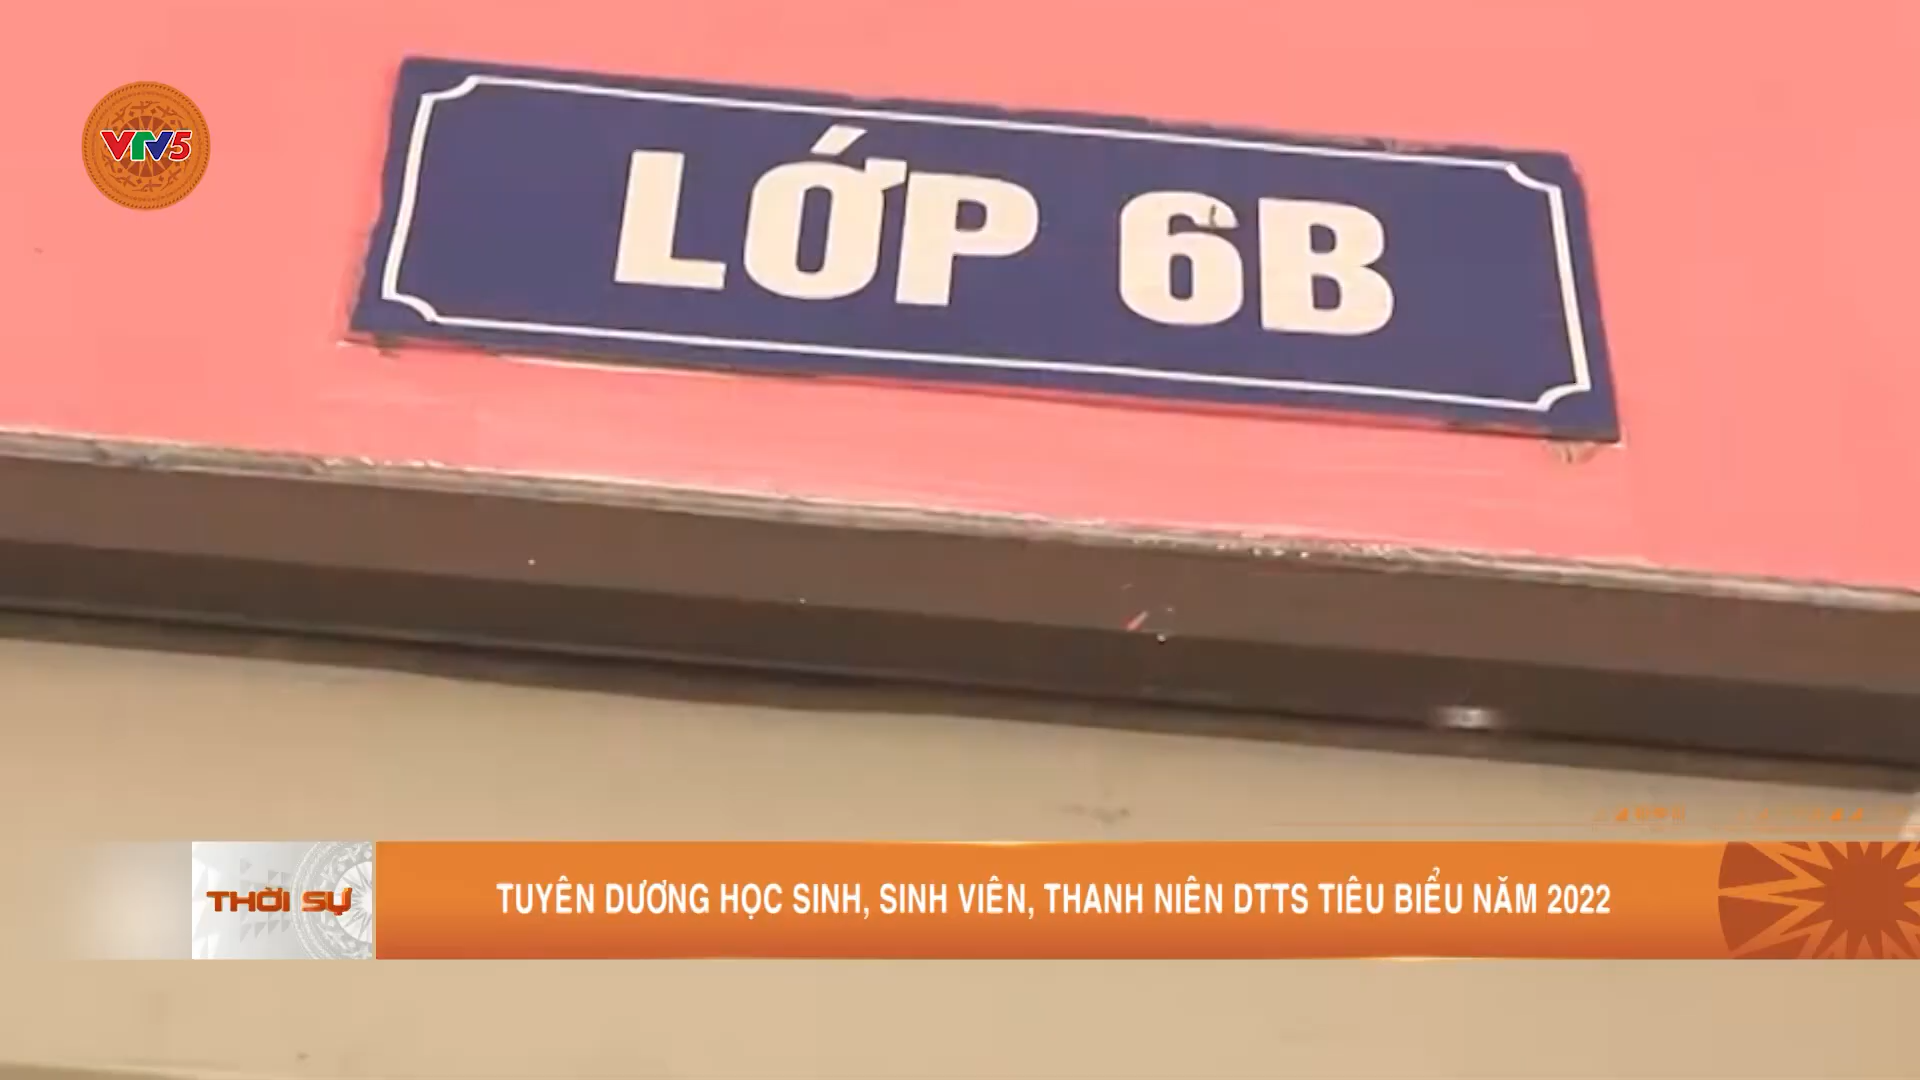 VTV5
LỚP 6B
THỜI SỰ
TUYÊN DƯƠNG HỌC SINH, SINH VIÊN, THANH NIÊN DTTS TIÊU BIỂU NĂM 2022